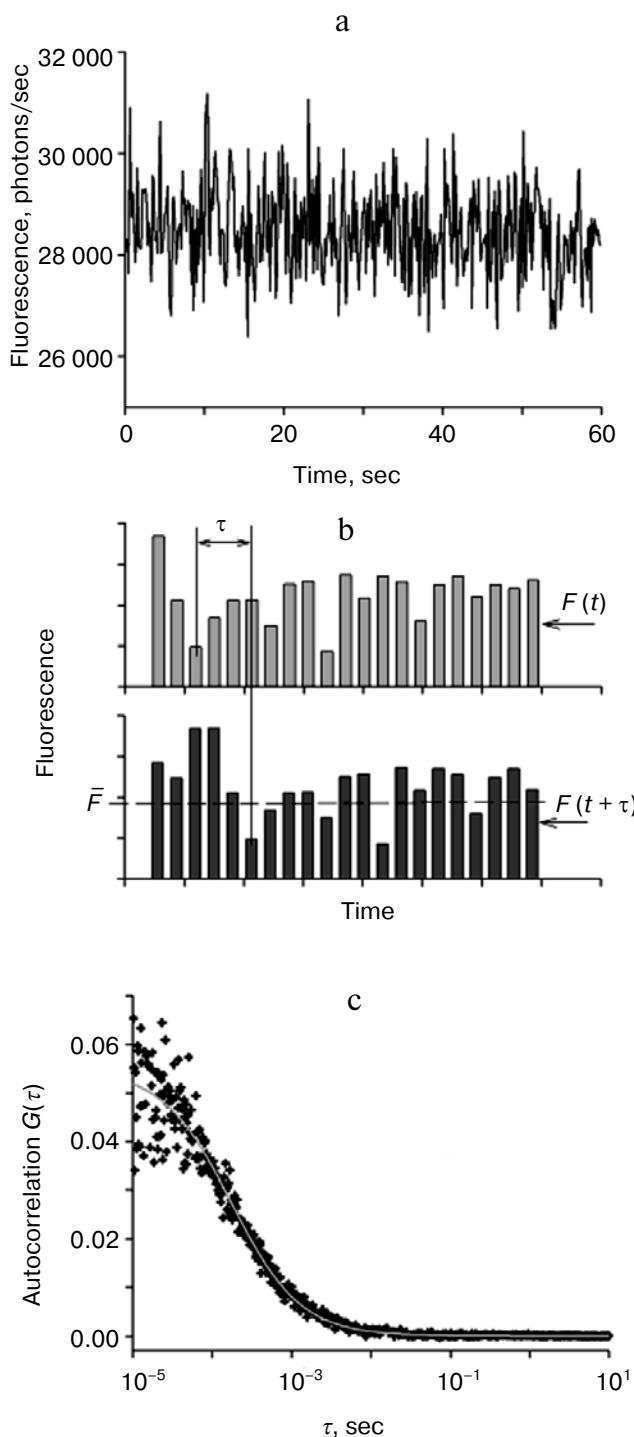 a
Fluorescence, photons/sec
32 000
30 000
28 000
26 000
0 20 40 60
Time, sec
b
τ
F (t)
Fluorescence
F̄
F (t + τ)
Time
c
Autocorrelation G(τ)
0.06
0.04
0.02
0.00
10⁻⁵ 10⁻³ 10⁻¹ 10¹
τ, sec